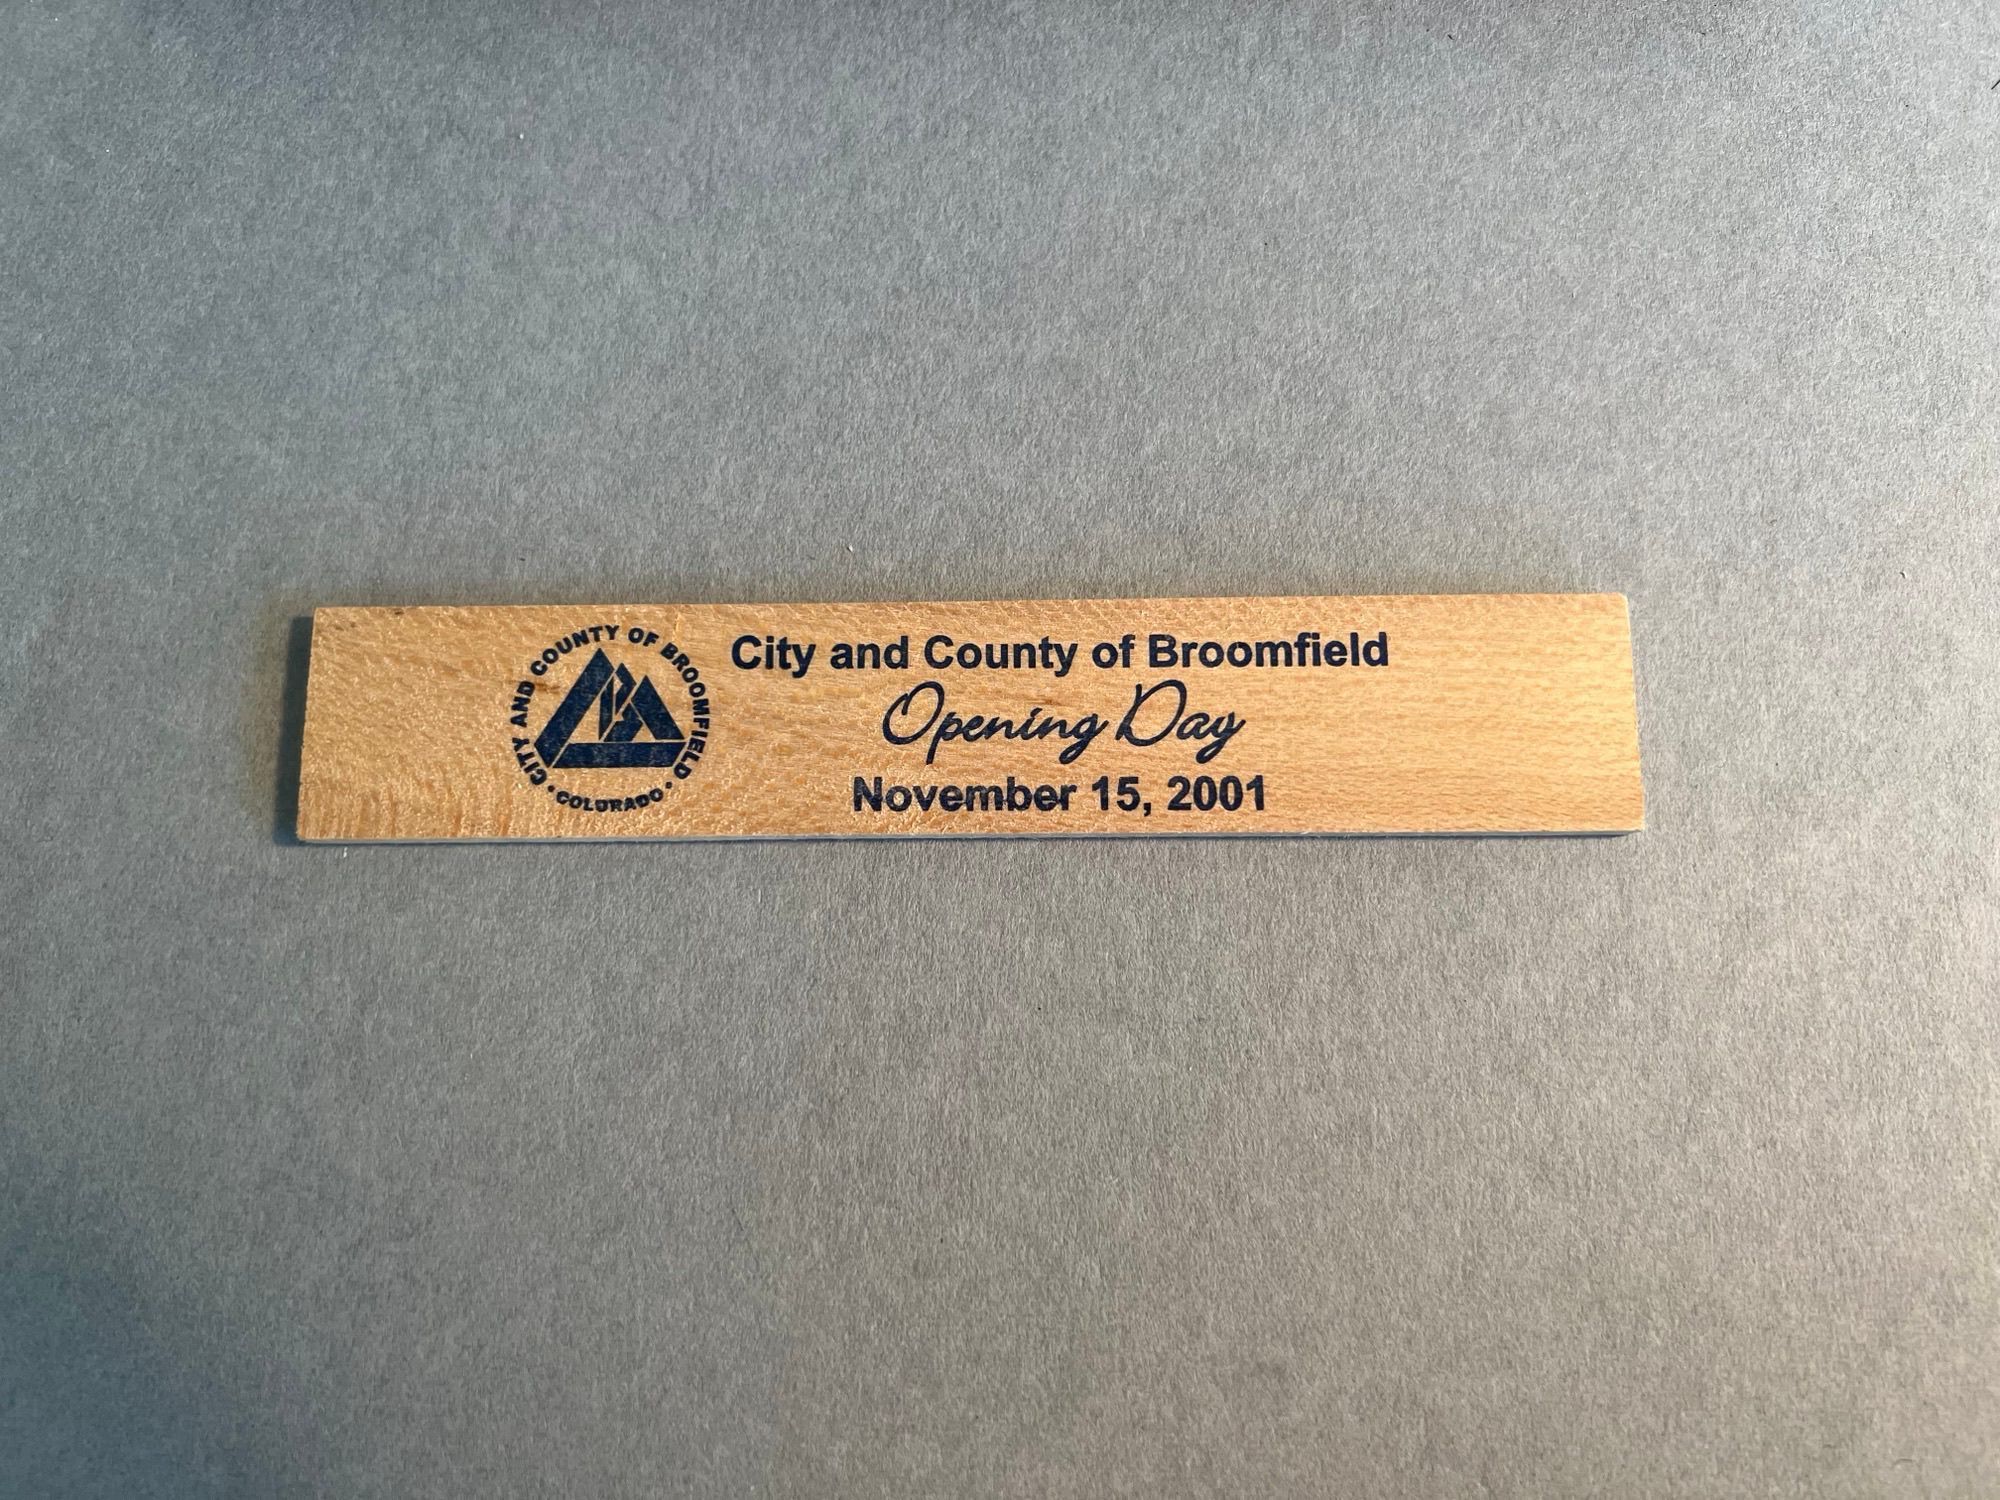 CITY AND COUNTY OF BROOMFIELD
• COLORADO •
City and County of Broomfield
Opening Day
November 15, 2001